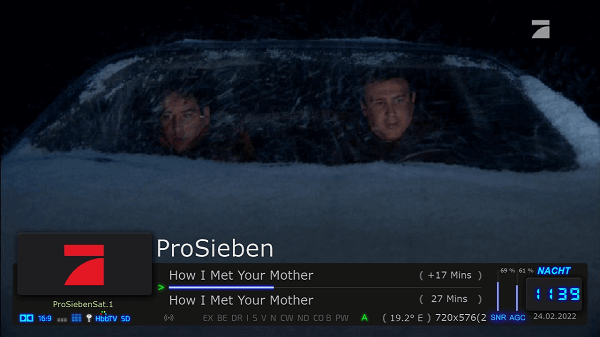 ProSieben
How I Met Your Mother ( +17 Mins )
How I Met Your Mother ( 27 Mins )
ProSiebenSat.1
16:9 HbbTV SD
EX BE DR I S V N CW ND CO B PW A ( 19.2° E ) 720x576(2
69 % 61 %
SNR AGC
NACHT
11:39
24.02.2022